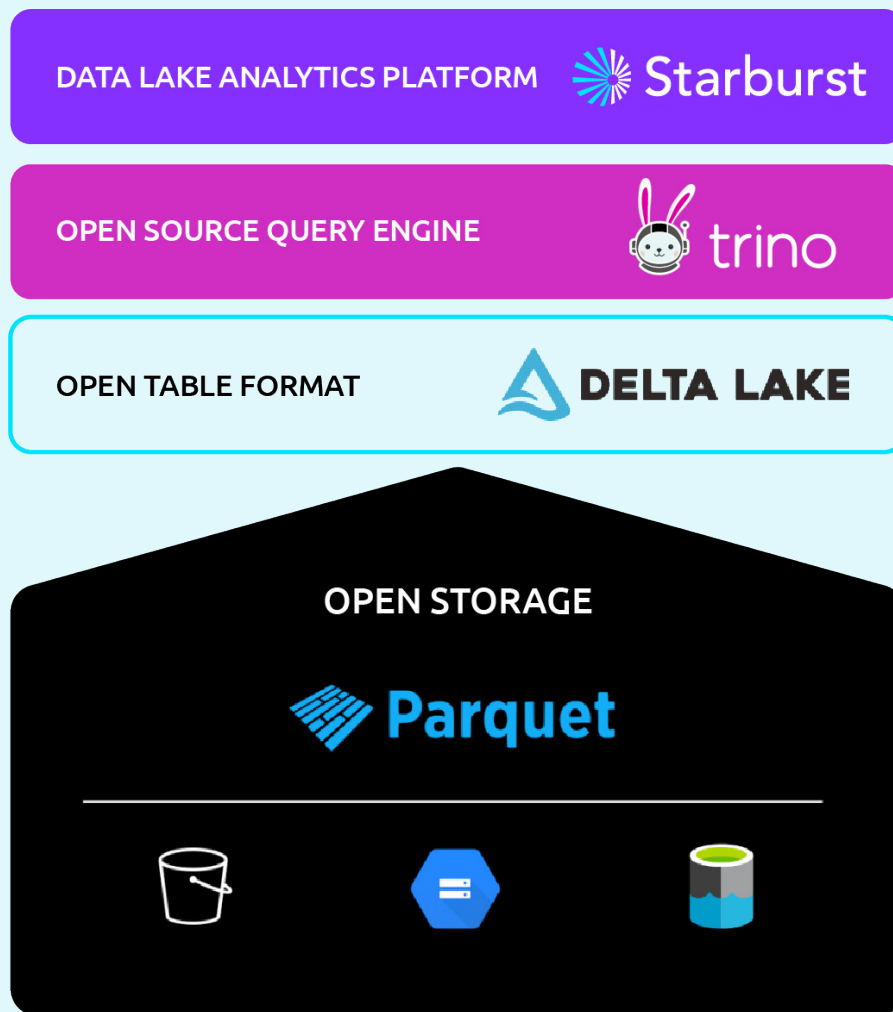 DATA LAKE ANALYTICS PLATFORM Starburst
OPEN SOURCE QUERY ENGINE trino
OPEN TABLE FORMAT DELTA LAKE
OPEN STORAGE
Parquet